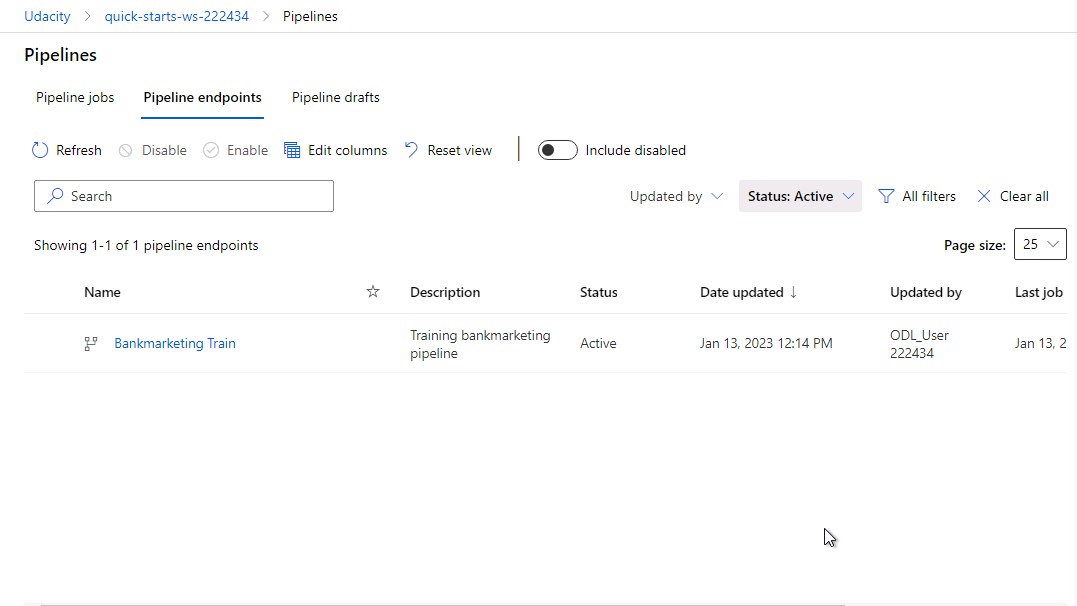 Udacity > quick-starts-ws-222434 > Pipelines
Pipelines
Pipeline jobs Pipeline endpoints Pipeline drafts
Refresh Disable Enable Edit columns Reset view Include disabled
Search Updated by Status: Active All filters Clear all
Showing 1-1 of 1 pipeline endpoints Page size: 25
Name Description Status Date updated ↓ Updated by Last job
Bankmarketing Train Training bankmarketing pipeline Active Jan 13, 2023 12:14 PM ODL_User 222434 Jan 13, 2